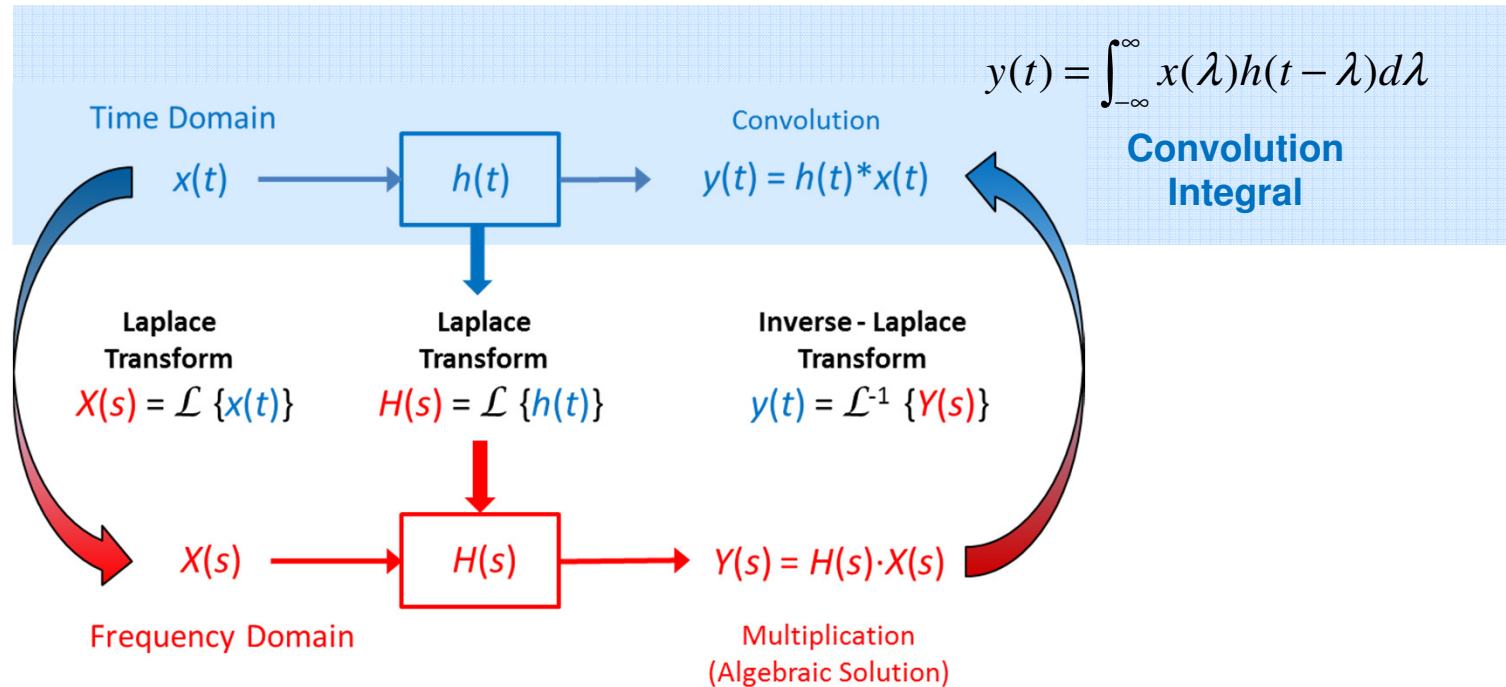 y(t) = ∫_{-∞}^{∞} x(λ)h(t − λ)dλ
Time Domain
Convolution
Convolution
Integral
x(t)
h(t)
y(t) = h(t)*x(t)
Laplace
Transform
X(s) = ℒ {x(t)}
Laplace
Transform
H(s) = ℒ {h(t)}
Inverse - Laplace
Transform
y(t) = ℒ⁻¹ {Y(s)}
X(s)
H(s)
Y(s) = H(s)·X(s)
Frequency Domain
Multiplication
(Algebraic Solution)